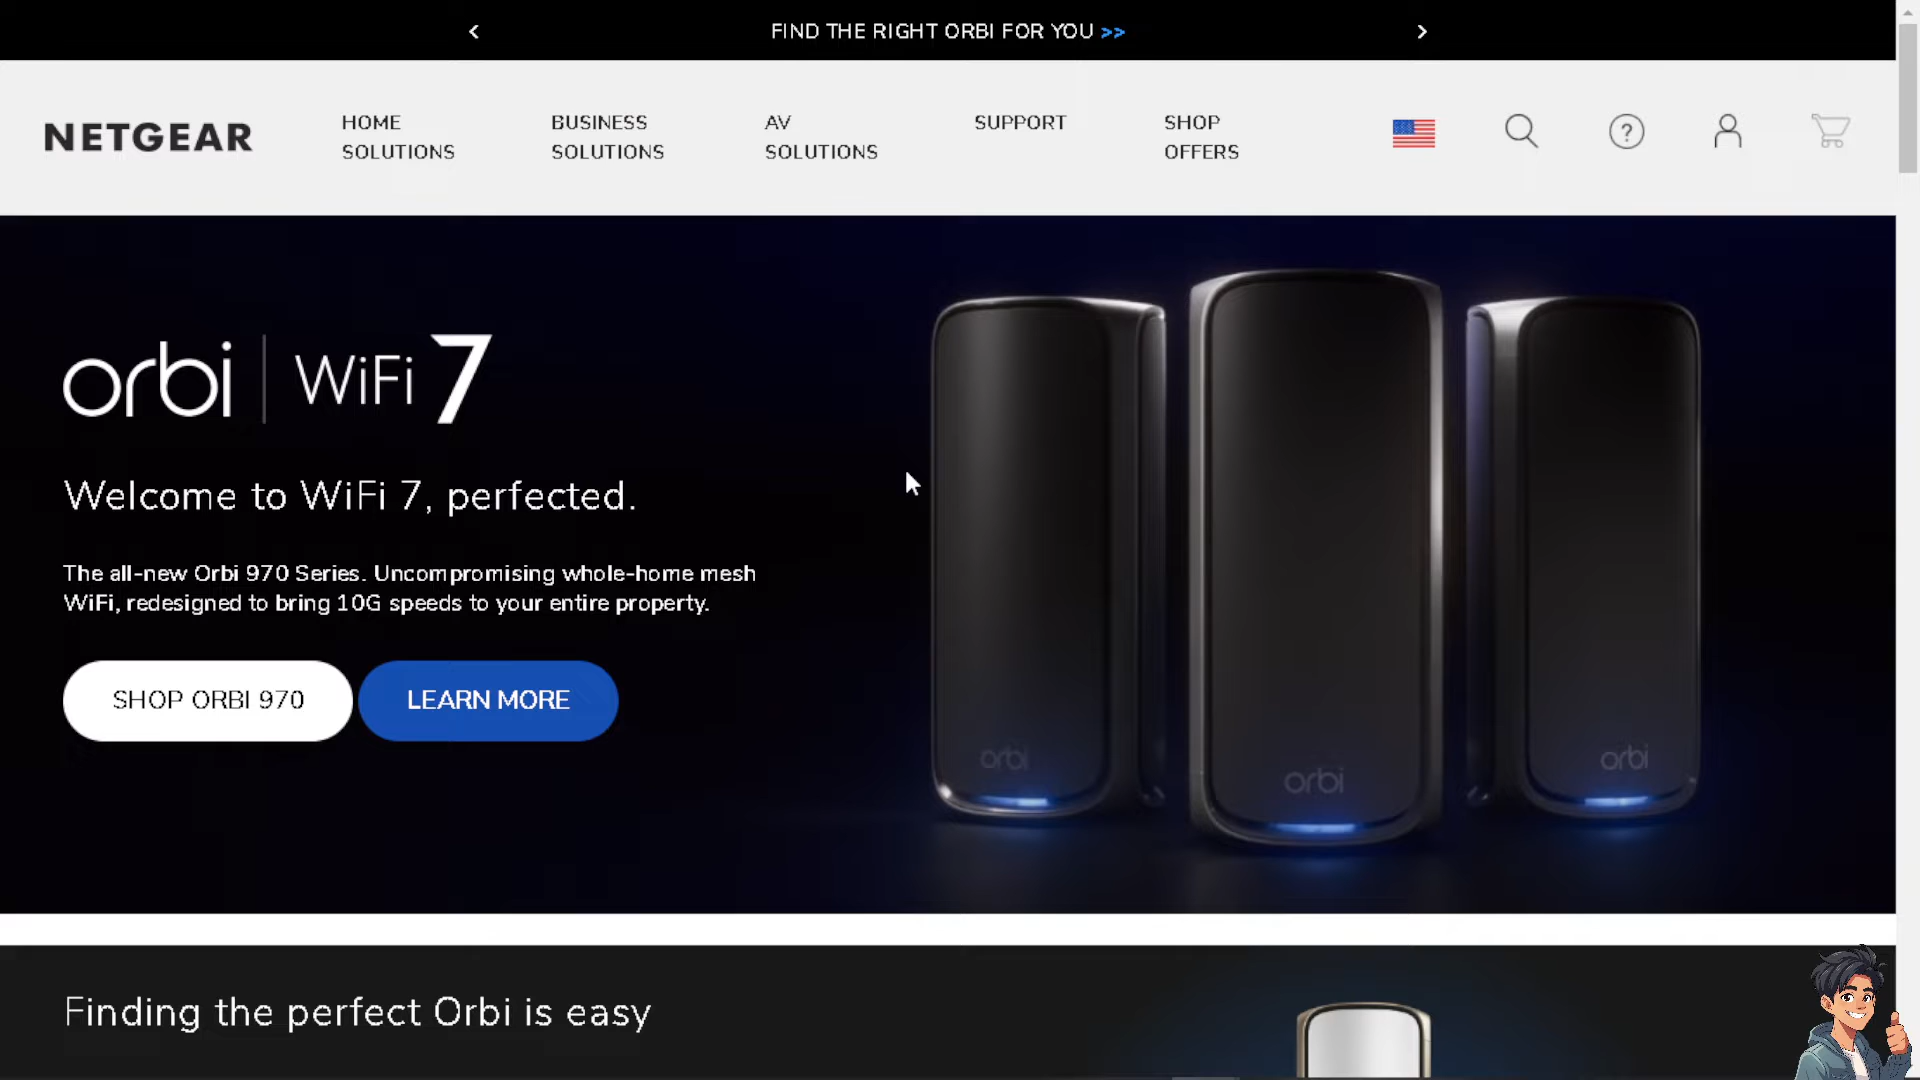 FIND THE RIGHT ORBI FOR YOU >>
NETGEAR
HOME
SOLUTIONS
BUSINESS
SOLUTIONS
AV
SOLUTIONS
SUPPORT
SHOP
OFFERS
orbi | WiFi 7
Welcome to WiFi 7, perfected.
The all-new Orbi 970 Series. Uncompromising whole-home mesh
WiFi, redesigned to bring 10G speeds to your entire property.
SHOP ORBI 970
LEARN MORE
orbi
orbi
orbi
Finding the perfect Orbi is easy